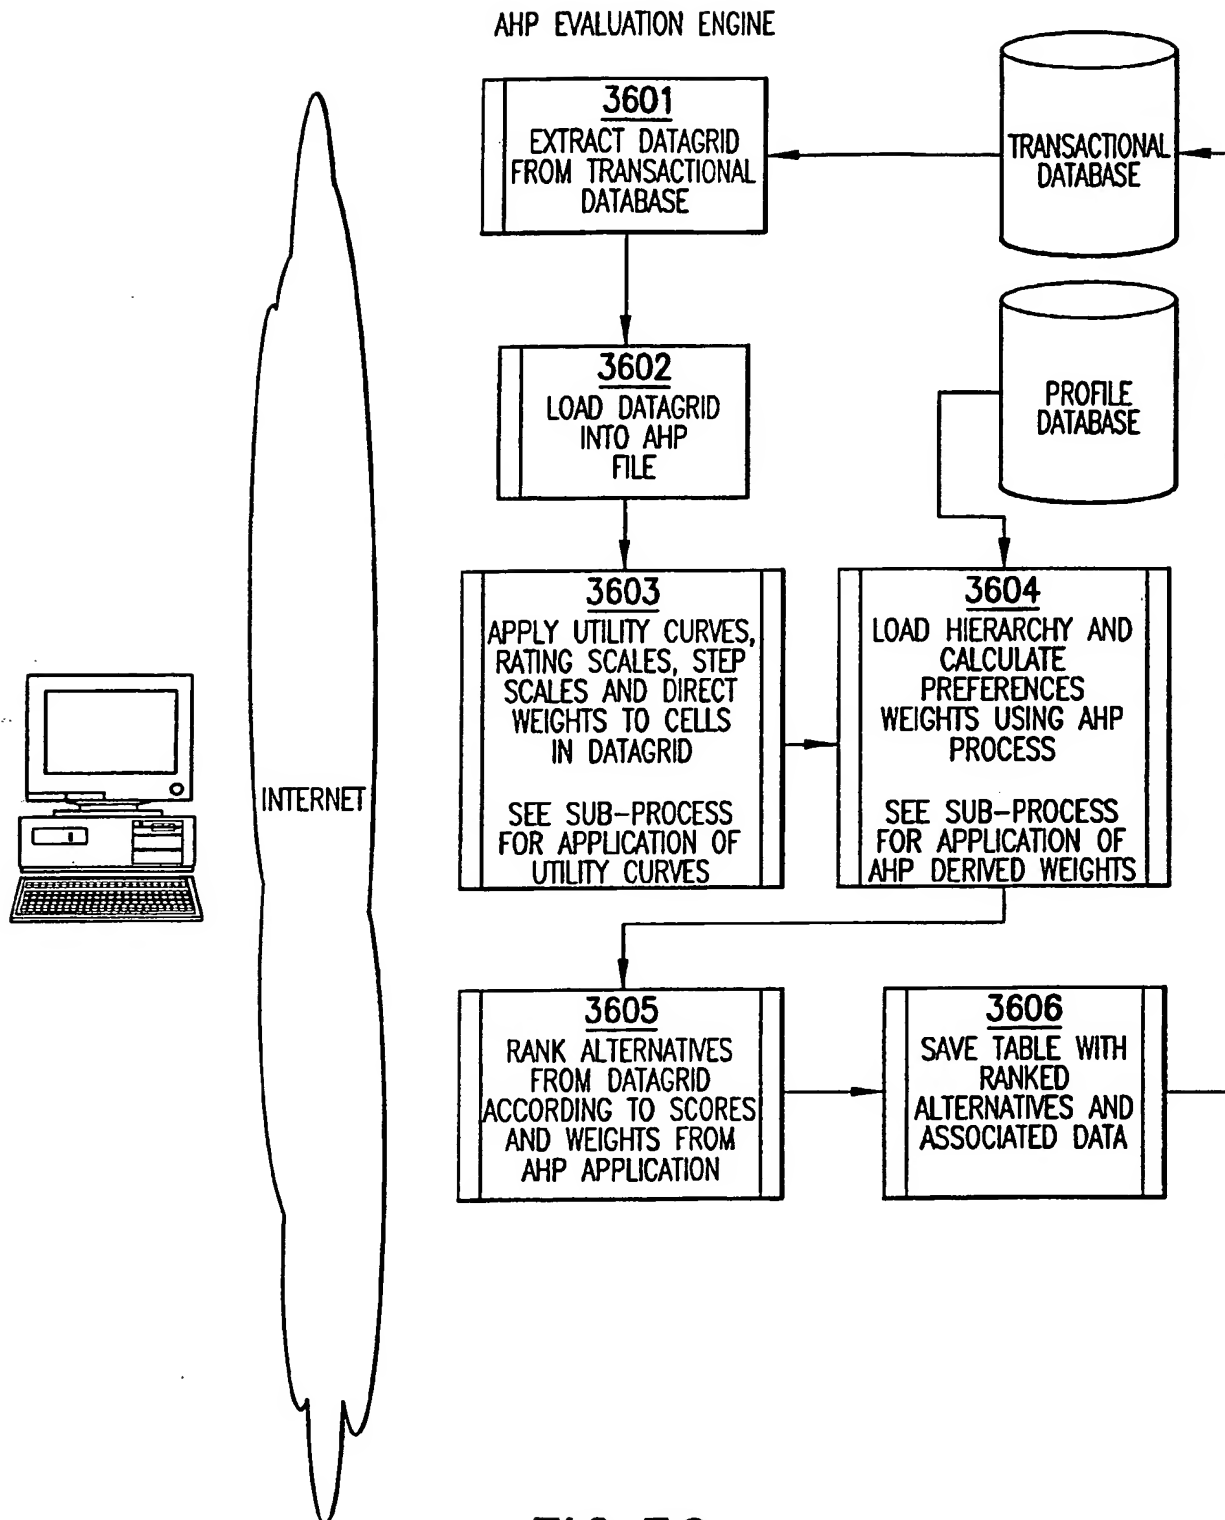 AHP EVALUATION ENGINE
3601
EXTRACT DATAGRID
FROM TRANSACTIONAL
DATABASE
TRANSACTIONAL
DATABASE
3602
LOAD DATAGRID
INTO AHP
FILE
PROFILE
DATABASE
3603
APPLY UTILITY CURVES,
RATING SCALES, STEP
SCALES AND DIRECT
WEIGHTS TO CELLS
IN DATAGRID
SEE SUB-PROCESS
FOR APPLICATION OF
UTILITY CURVES
3604
LOAD HIERARCHY AND
CALCULATE
PREFERENCES
WEIGHTS USING AHP
PROCESS
SEE SUB-PROCESS
FOR APPLICATION OF
AHP DERIVED WEIGHTS
INTERNET
3605
RANK ALTERNATIVES
FROM DATAGRID
ACCORDING TO SCORES
AND WEIGHTS FROM
AHP APPLICATION
3606
SAVE TABLE WITH
RANKED
ALTERNATIVES AND
ASSOCIATED DATA